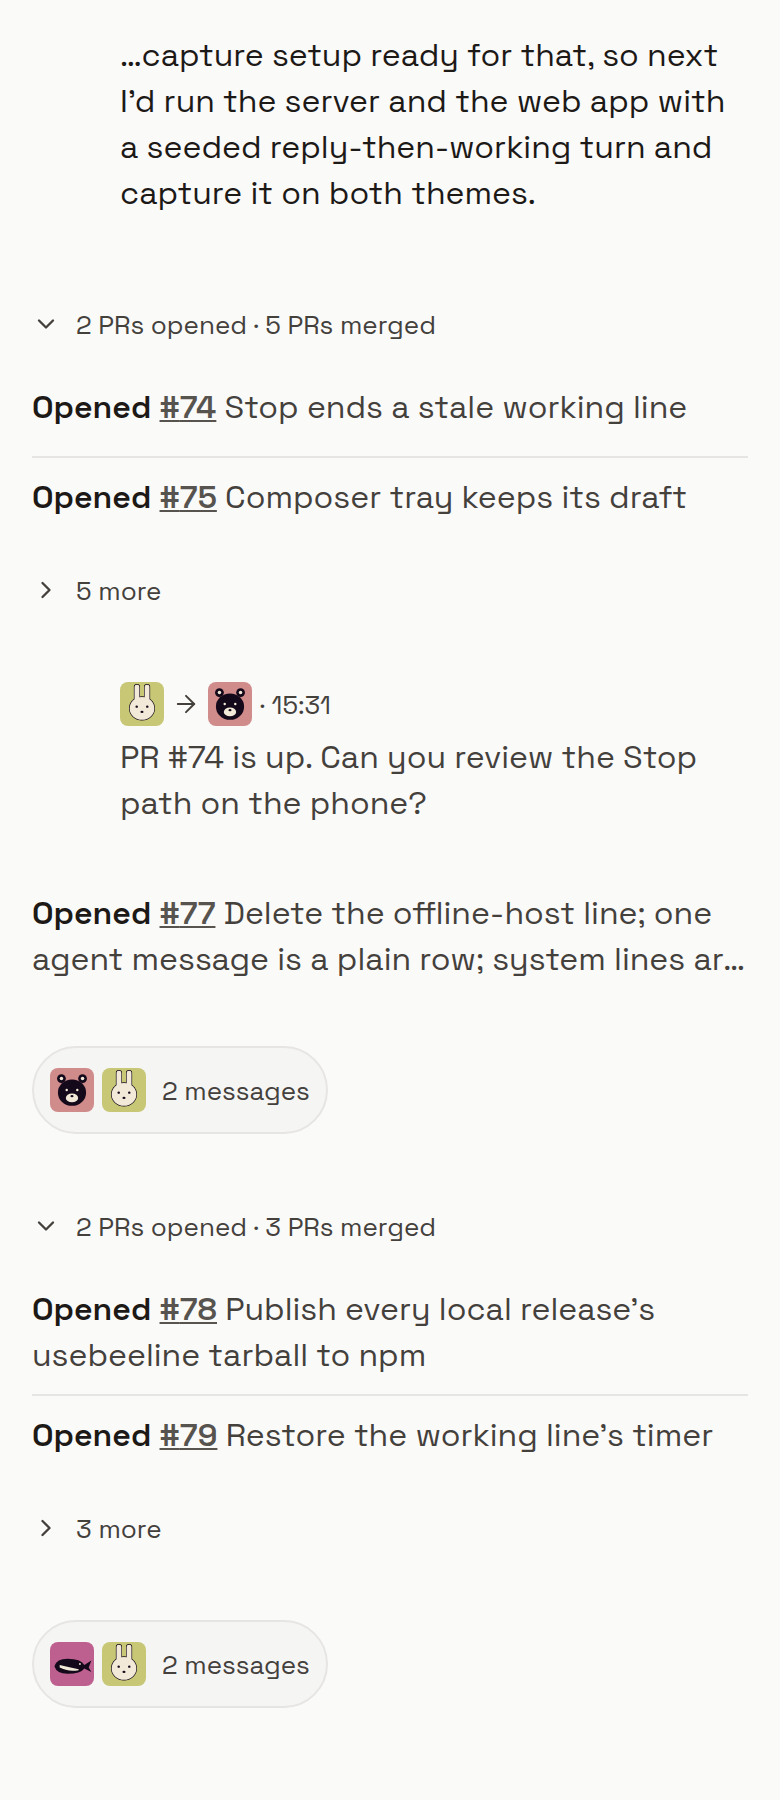 …capture setup ready for that, so next
I’d run the server and the web app with
a seeded reply-then-working turn and
capture it on both themes.
2 PRs opened · 5 PRs merged
Opened #74 Stop ends a stale working line
Opened #75 Composer tray keeps its draft
5 more
→ · 15:31
PR #74 is up. Can you review the Stop
path on the phone?
Opened #77 Delete the offline-host line; one
agent message is a plain row; system lines ar…
2 messages
2 PRs opened · 3 PRs merged
Opened #78 Publish every local release’s
usebeeline tarball to npm
Opened #79 Restore the working line’s timer
3 more
2 messages